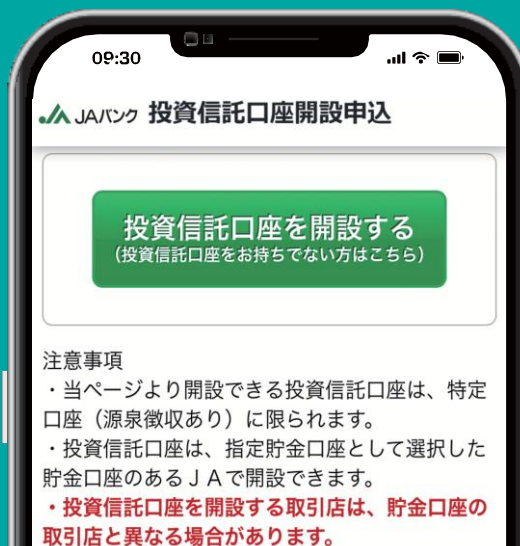 09:30
JAバンク 投資信託口座開設申込
投資信託口座を開設する
(投資信託口座をお持ちでない方はこちら)
注意事項
・当ページより開設できる投資信託口座は、特定
口座（源泉徴収あり）に限られます。
・投資信託口座は、指定貯金口座として選択した
貯金口座のあるＪＡで開設できます。
・投資信託口座を開設する取引店は、貯金口座の
取引店と異なる場合があります。